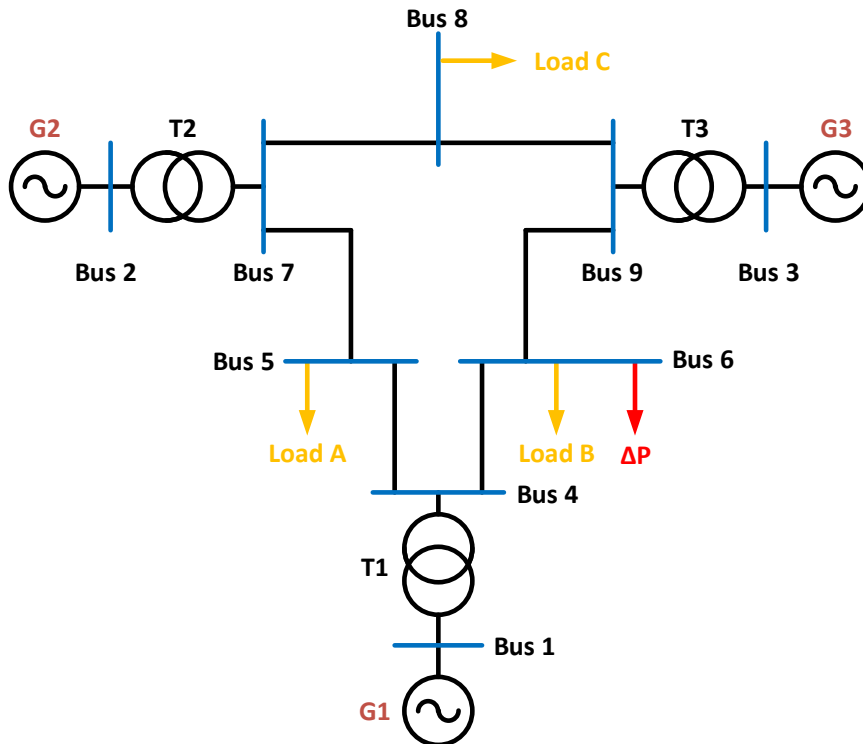 Bus 8
Load C
G2
T2
T3
G3
Bus 2
Bus 7
Bus 9
Bus 3
Bus 5
Bus 6
Load A
Load B
ΔP
Bus 4
T1
Bus 1
G1